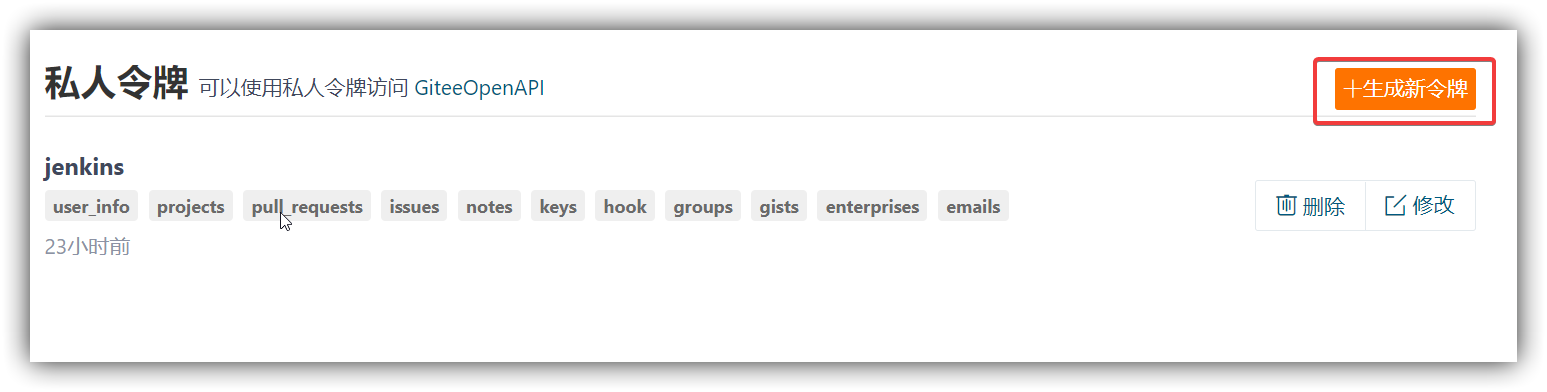 私人令牌 可以使用私人令牌访问 GiteeOpenAPI
十生成新令牌
jenkins
user_info projects pull_requests issues notes keys hook groups gists enterprises emails
删除 修改
23小时前